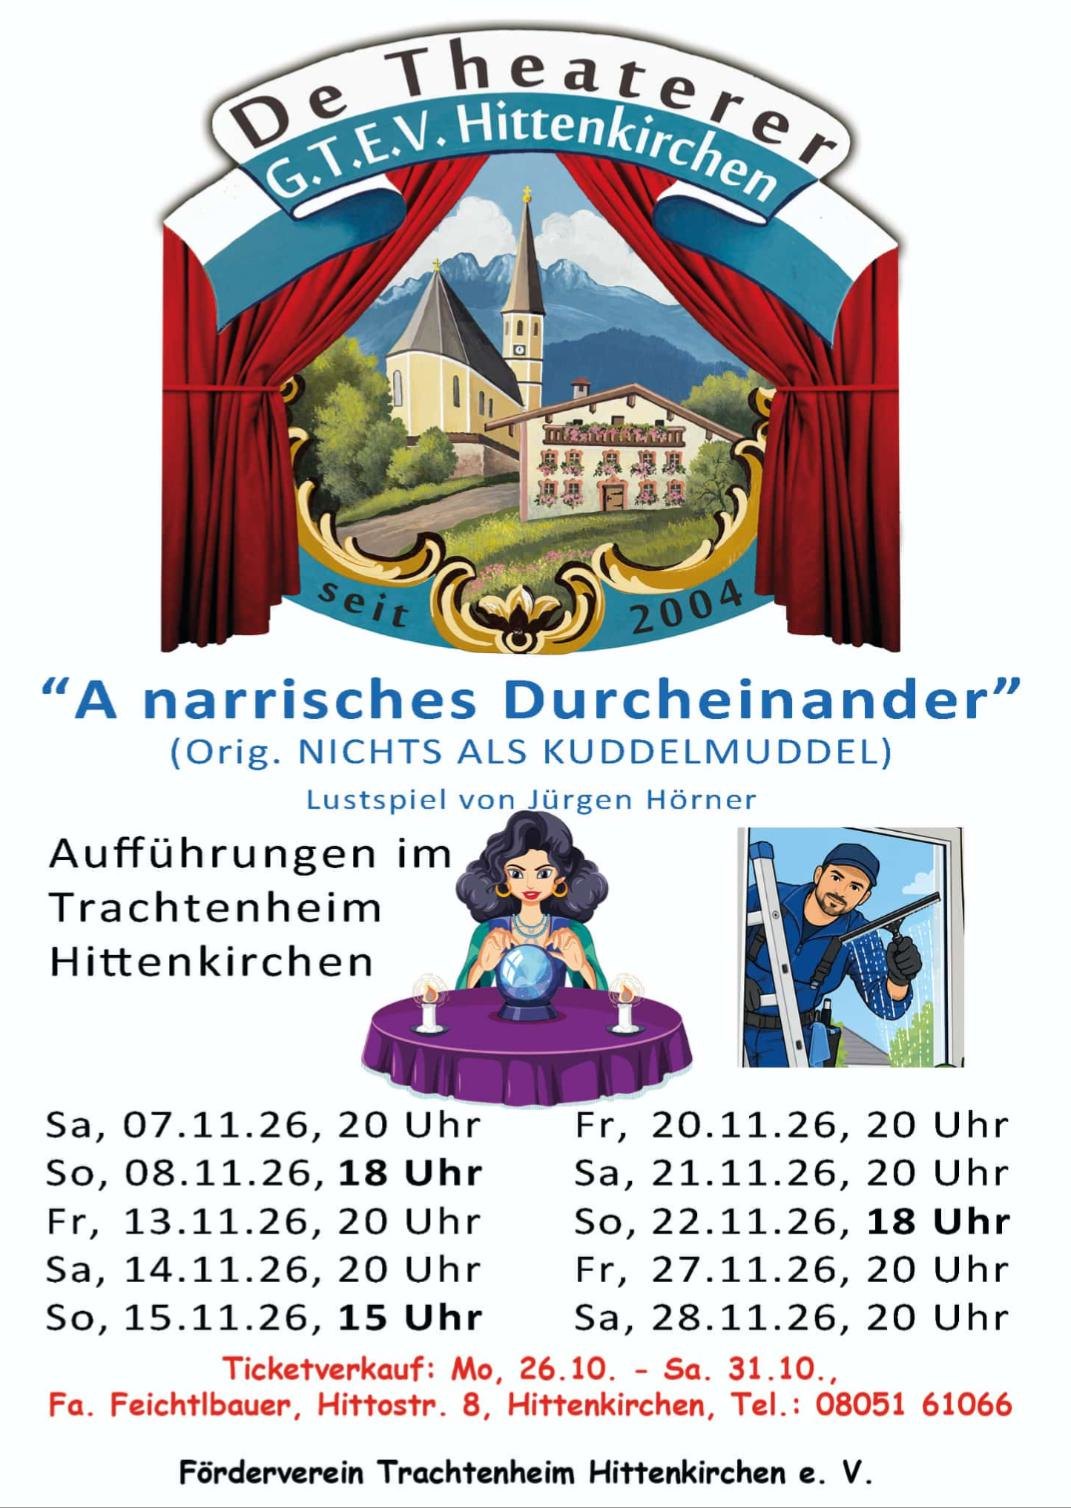 De Theaterer
G.T.E.V. Hittenkirchen
seit 2004
“A narrisches Durcheinander”
(Orig. NICHTS ALS KUDDELMUDDEL)
Lustspiel von Jürgen Hörner
Aufführungen im
Trachtenheim
Hittenkirchen
Sa, 07.11.26, 20 Uhr
So, 08.11.26, 18 Uhr
Fr, 13.11.26, 20 Uhr
Sa, 14.11.26, 20 Uhr
So, 15.11.26, 15 Uhr
Fr, 20.11.26, 20 Uhr
Sa, 21.11.26, 20 Uhr
So, 22.11.26, 18 Uhr
Fr, 27.11.26, 20 Uhr
Sa, 28.11.26, 20 Uhr
Ticketverkauf: Mo, 26.10. - Sa. 31.10.,
Fa. Feichtlbauer, Hittostr. 8, Hittenkirchen, Tel.: 08051 61066
Förderverein Trachtenheim Hittenkirchen e. V.